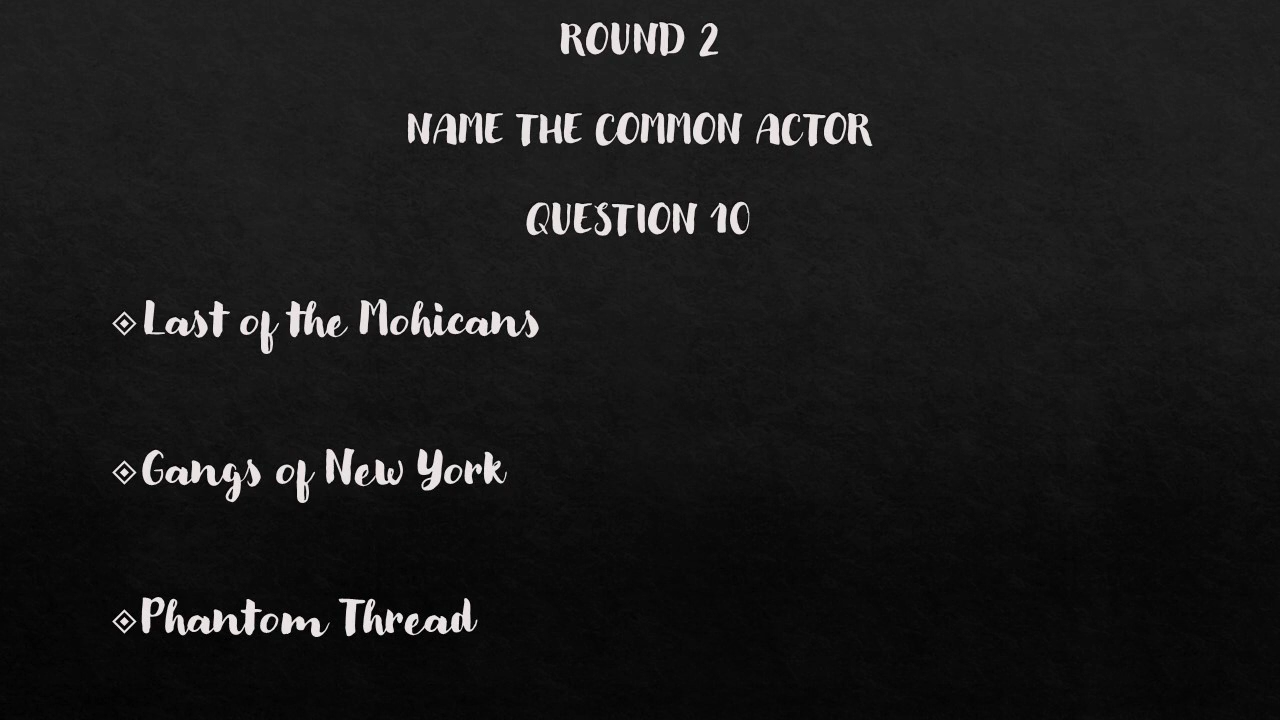 ROUND 2
NAME THE COMMON ACTOR
QUESTION 10
Last of the Mohicans
Gangs of New York
Phantom Thread